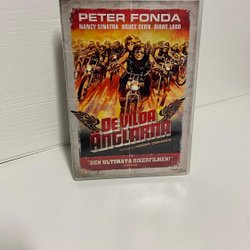 PETER FONDA
NANCY SINATRA BRUCE DERN DIANE LADD
DE VILDA
ÄNGLARNA
"DEN ULTIMATA BIKERFILMEN!"